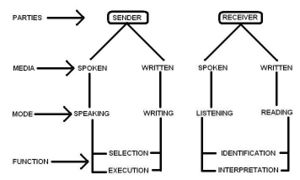 PARTIES SENDER RECEIVER
MEDIA SPOKEN WRITTEN SPOKEN WRITTEN
MODE SPEAKING WRITING LISTENING READING
SELECTION IDENTIFICATION
FUNCTION
EXECUTION INTERPRETATION